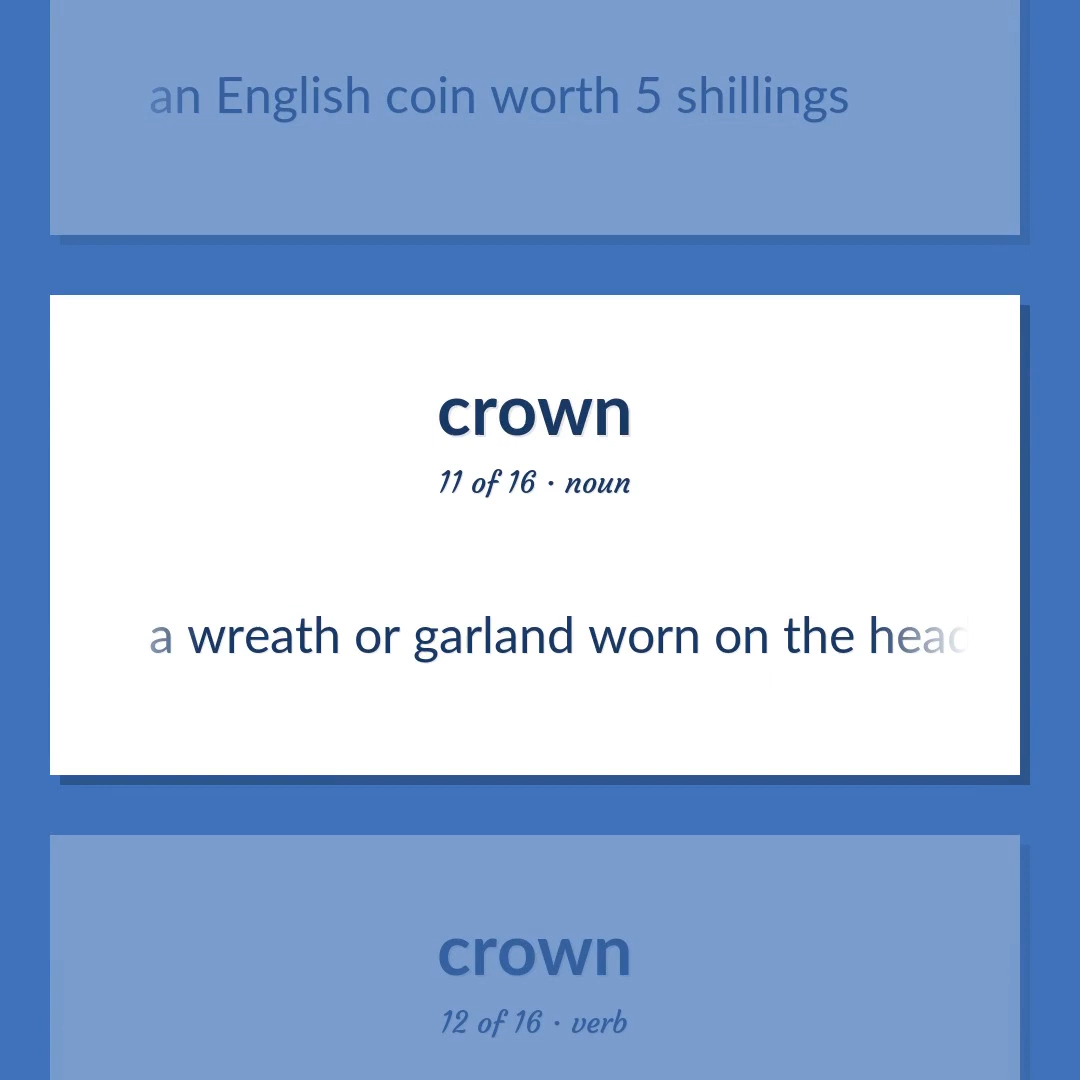 an English coin worth 5 shillings
crown
11 of 16 · noun
a wreath or garland worn on the head
crown
12 of 16 · verb